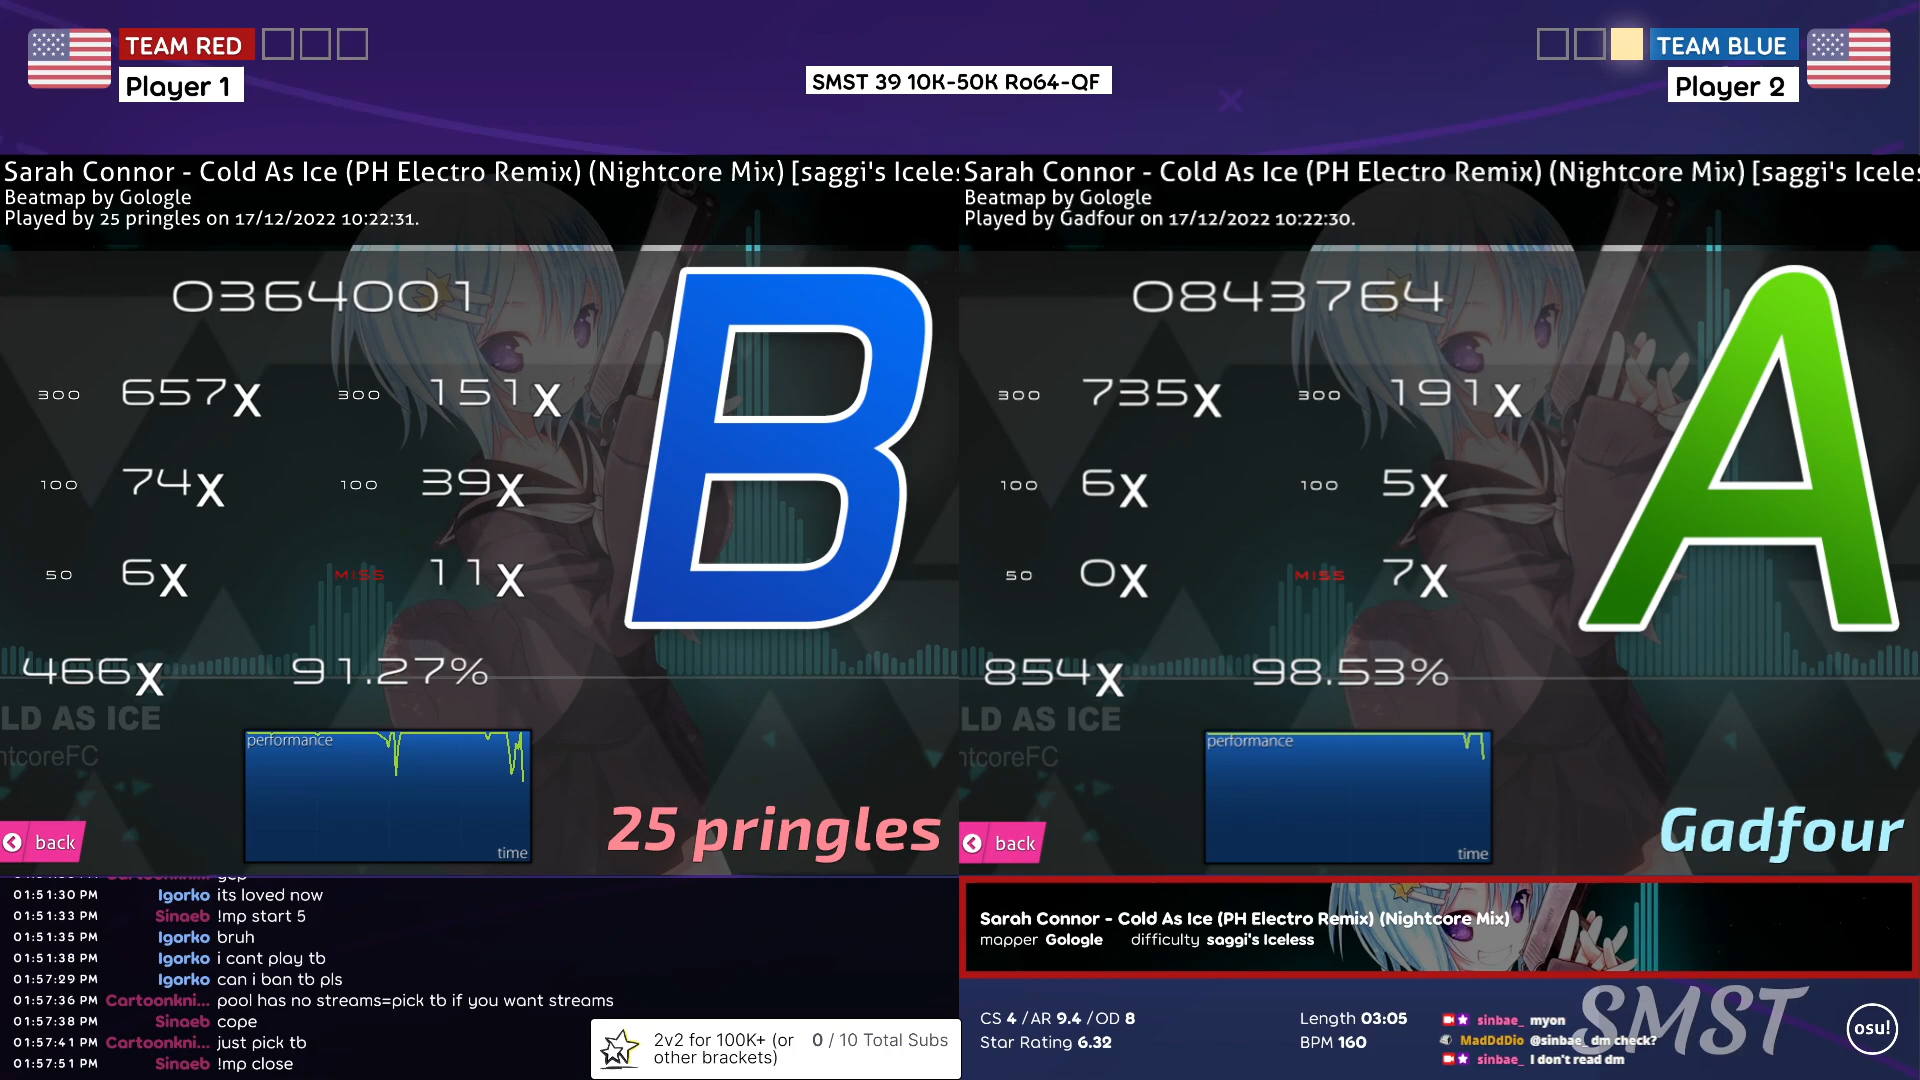 TEAM RED
Player 1
SMST 39 10K-50K Ro64-QF
TEAM BLUE
Player 2
Sarah Connor - Cold As Ice (PH Electro Remix) (Nightcore Mix) [saggi's Iceles
Beatmap by Gologle
Played by 25 pringles on 17/12/2022 10:22:31.
0364001
300 657x 300 151x
100 74x 100 39x
50 6x MISS 11x
466x 91.27%
B
LD AS ICE
ntcoreFC
performance
time
25 pringles
back
Sarah Connor - Cold As Ice (PH Electro Remix) (Nightcore Mix) [saggi's Iceles
Beatmap by Gologle
Played by Gadfour on 17/12/2022 10:22:30.
0843764
300 735x 300 191x
100 6x 100 5x
50 0x MISS 7x
854x 98.53%
A
LD AS ICE
ntcoreFC
performance
time
Gadfour
back
01:51:30 PM Igorko its loved now
01:51:33 PM Sinaeb !mp start 5
01:51:35 PM Igorko bruh
01:51:38 PM Igorko i cant play tb
01:57:29 PM Igorko can i ban tb pls
01:57:36 PM Cartoonkni... pool has no streams=pick tb if you want streams
01:57:38 PM Sinaeb cope
01:57:41 PM Cartoonkni... just pick tb
01:57:51 PM Sinaeb !mp close
2v2 for 100K+ (or other brackets)
0 / 10 Total Subs
Sarah Connor - Cold As Ice (PH Electro Remix) (Nightcore Mix)
mapper Gologle difficulty saggi's Iceless
CS 4 / AR 9.4 / OD 8
Star Rating 6.32
Length 03:05
BPM 160
sinbae_ myon
MadDdDio @sinbae_ dm check?
sinbae_ I don't read dm
SMST
osu!